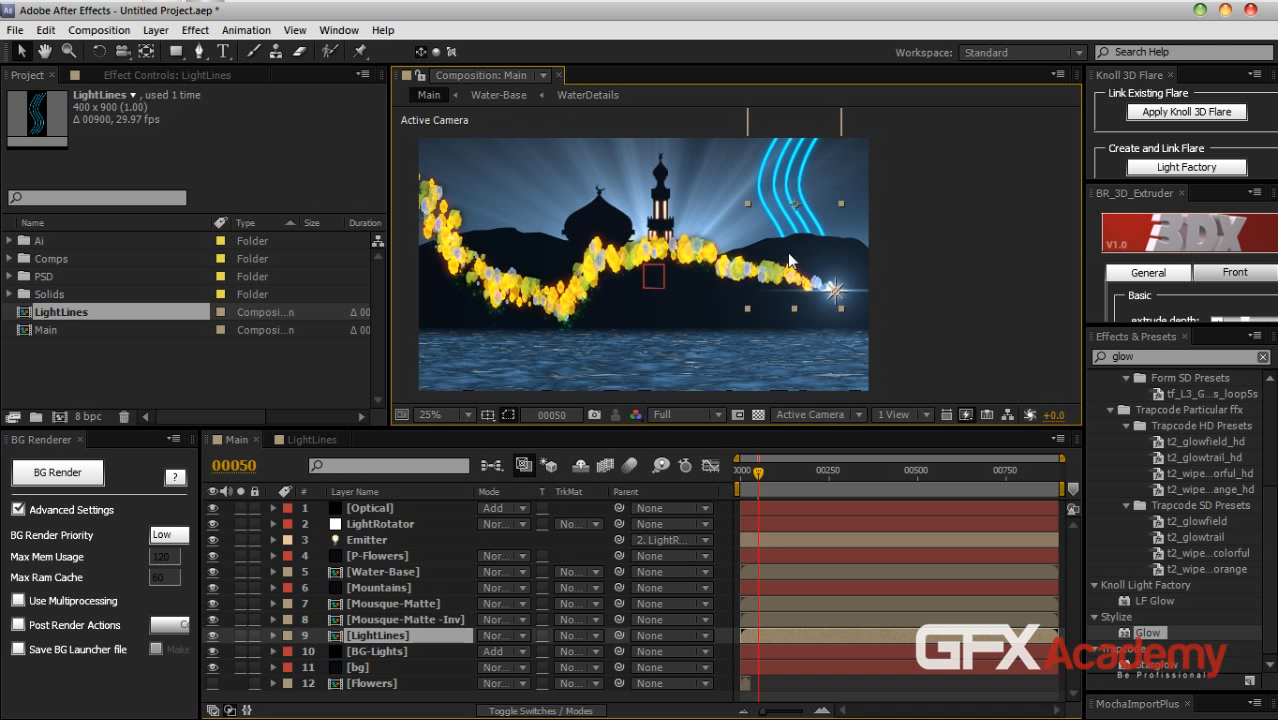 Adobe After Effects - Untitled Project.aep *
File Edit Composition Layer Effect Animation View Window Help
Workspace: Standard Search Help
Project Effect Controls: LightLines
LightLines , used 1 time
400 x 900 (1.00)
Δ 00900, 29.97 fps
Name Type Size Duration
Ai Folder
Comps Folder
PSD Folder
Solids Folder
LightLines Composi...n Δ 00
Main Composi...n Δ 00
8 bpc
Composition: Main
Main Water-Base WaterDetails
Active Camera
25% 00050 Full Active Camera 1 View +0.0
Knoll 3D Flare
Link Existing Flare
Apply Knoll 3D Flare
Create and Link Flare
Light Factory
BR_3D_Extruder
V1.0 3DX
General Front
Basic
extrude depth:
Effects & Presets
glow
Form SD Presets
tf_L3_G...s_loop5s
Trapcode Particular ffx
Trapcode HD Presets
t2_glowfield_hd
t2_glowtrail_hd
t2_wipe...orful_hd
t2_wipe...ange_hd
Trapcode SD Presets
t2_glowfield
t2_glowtrail
t2_wipe...colorful
t2_wipe...orange
Knoll Light Factory
LF Glow
Stylize
Glow
Trapcode
Starglow
MochaImportPlus
BG Renderer
BG Render ?
Advanced Settings
BG Render Priority Low
Max Mem Usage 120
Max Ram Cache 60
Use Multiprocessing
Post Render Actions
Save BG Launcher file Make
Main LightLines
00050
0000 00250 00500 00750
# Layer Name Mode T TrkMat Parent
1 [Optical] Add None
2 LightRotator Nor... No... None
3 Emitter 2. LightR...
4 [P-Flowers] Nor... No... None
5 [Water-Base] Nor... No... None
6 [Mountains] Nor... No... None
7 [Mousque-Matte] Nor... No... None
8 [Mousque-Matte -Inv] Nor... No... None
9 [LightLines] Nor... No... None
10 [BG-Lights] Add No... None
11 [bg] Nor... No... None
12 [Flowers] Nor... No... None
Toggle Switches / Modes
GFXAcademy
Be Professional